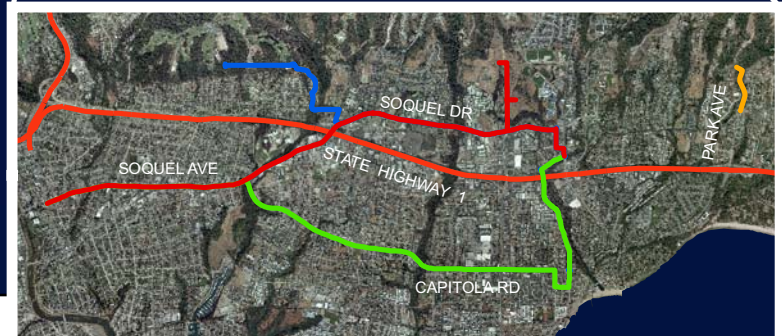 SOQUEL DR
PARK AVE
SOQUEL AVE
STATE HIGHWAY 1
CAPITOLA RD